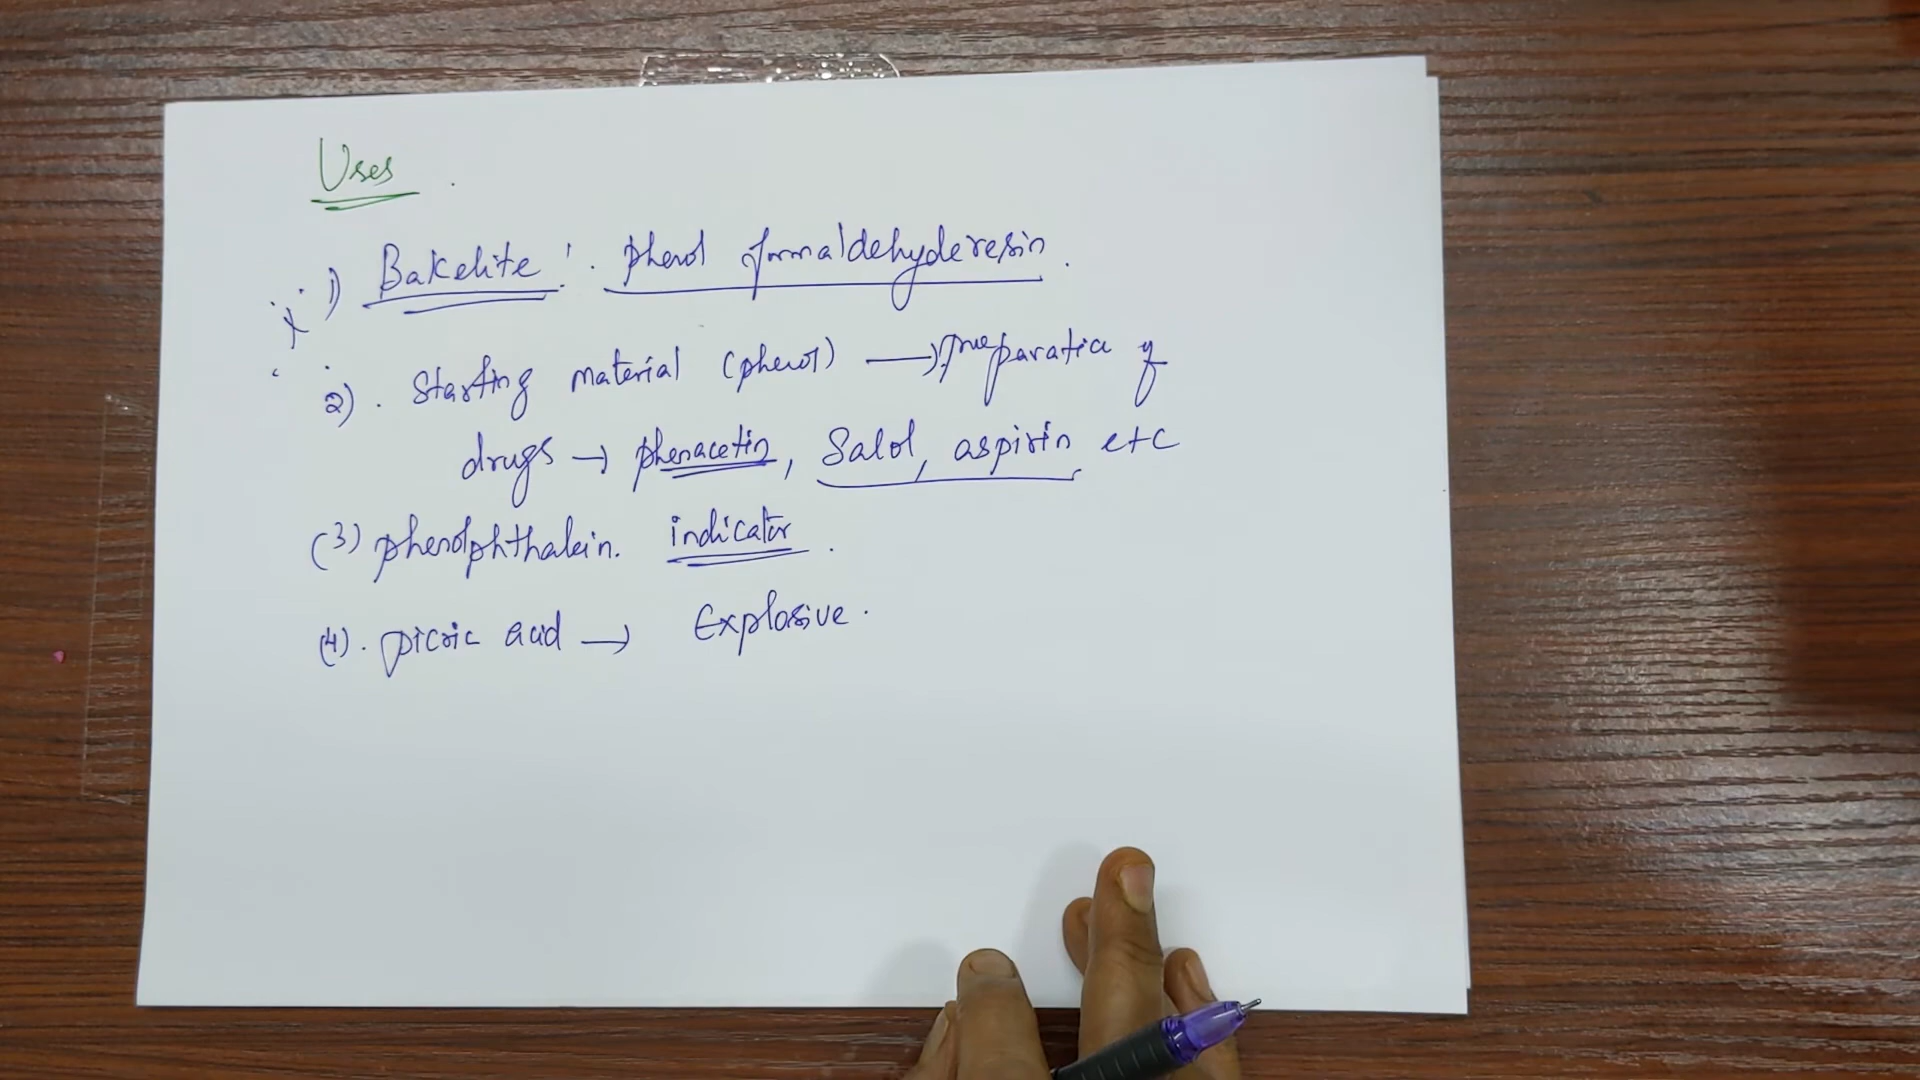 Uses
1) Bakelite : phenol formaldehyde resin.
2). Starting material (phenol) → preparation of
drugs → phenacetin, Salol, aspirin etc
(3) phenolphthalein. indicator.
(4). picric acid → Explosive.